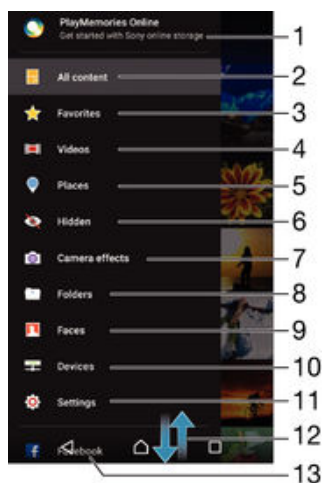 PlayMemories Online
Get started with Sony online storage
1
All content
2
Favorites
3
Videos
4
Places
5
Hidden
6
Camera effects
7
Folders
8
Faces
9
Devices
10
Settings
11
12
Facebook
13